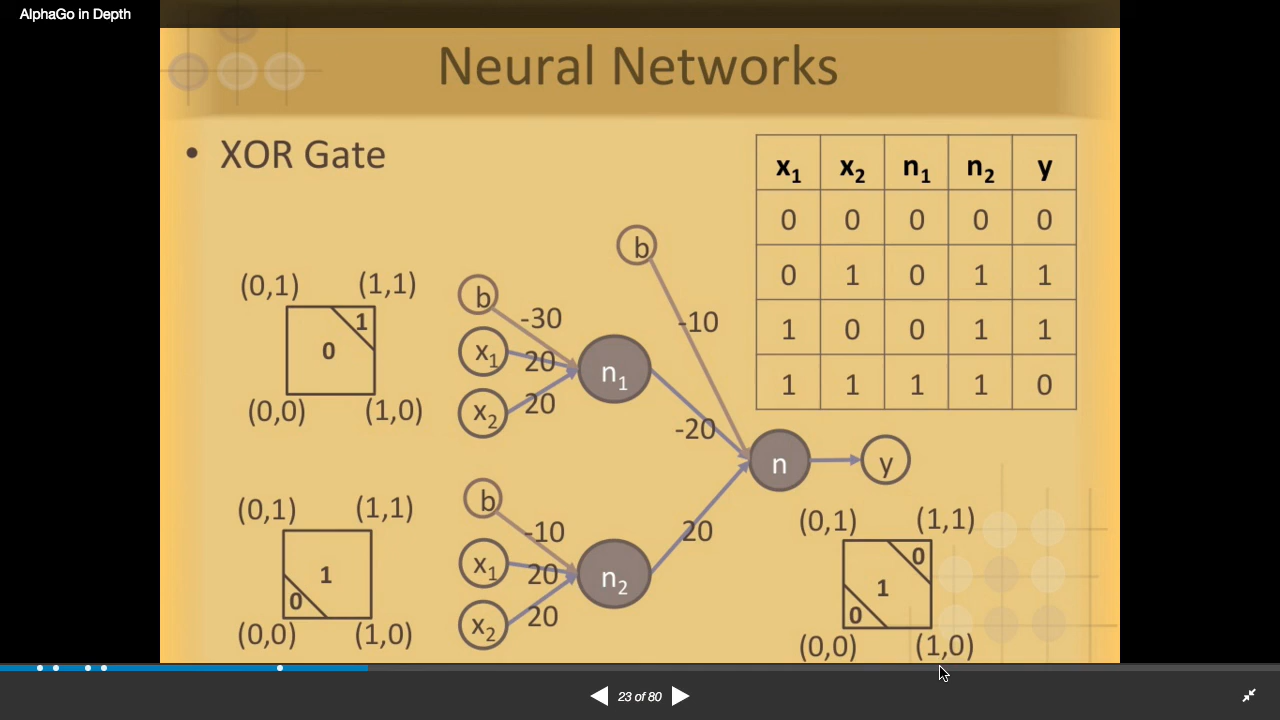 AlphaGo in Depth
Neural Networks
• XOR Gate
x1 x2 n1 n2 y
0 0 0 0 0
0 1 0 1 1
1 0 0 1 1
1 1 1 1 0
(0,1) (1,1)
1
0
(0,0) (1,0)
b
-30
x1
20
x2
20
n1
b
-10
-20
n
y
(0,1) (1,1)
1
0
(0,0) (1,0)
b
-10
x1
20
x2
20
n2
20
(0,1) (1,1)
0
1
0
(0,0) (1,0)
23 of 80